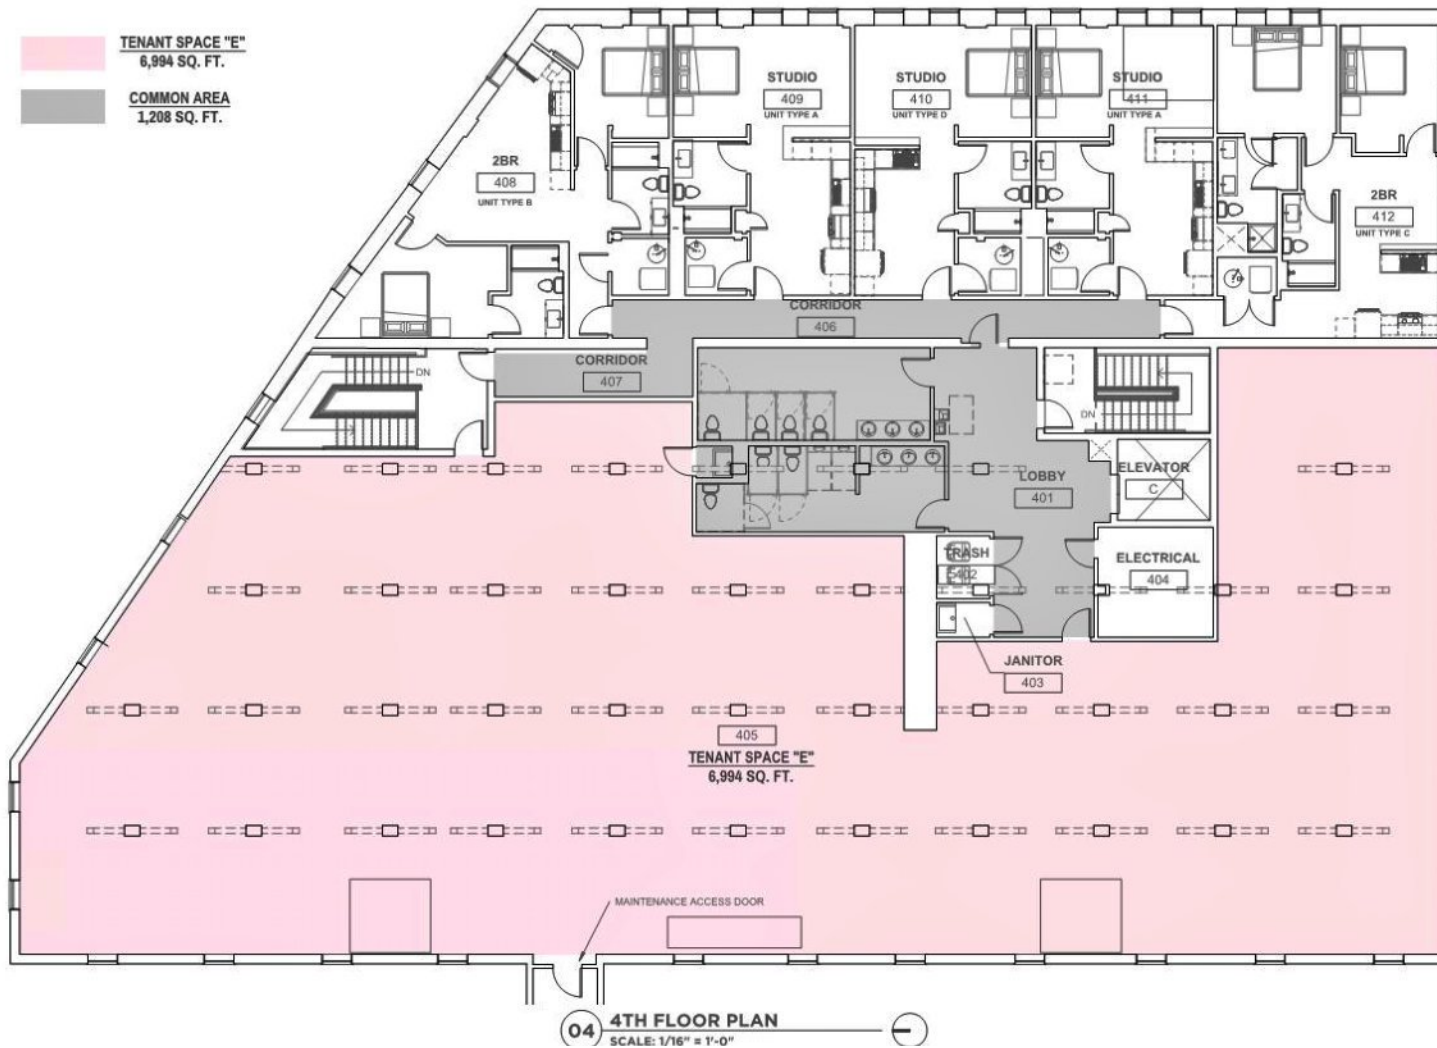 TENANT SPACE "E"
6,994 SQ. FT.
COMMON AREA
1,208 SQ. FT.
STUDIO
409
UNIT TYPE A
STUDIO
410
UNIT TYPE D
STUDIO
411
UNIT TYPE A
2BR
408
UNIT TYPE B
2BR
412
UNIT TYPE C
CORRIDOR
406
CORRIDOR
407
DN
DN
LOBBY
401
ELEVATOR
C
TRASH
402
ELECTRICAL
404
JANITOR
403
405
TENANT SPACE "E"
6,994 SQ. FT.
MAINTENANCE ACCESS DOOR
04
4TH FLOOR PLAN
SCALE: 1/16" = 1'-0"